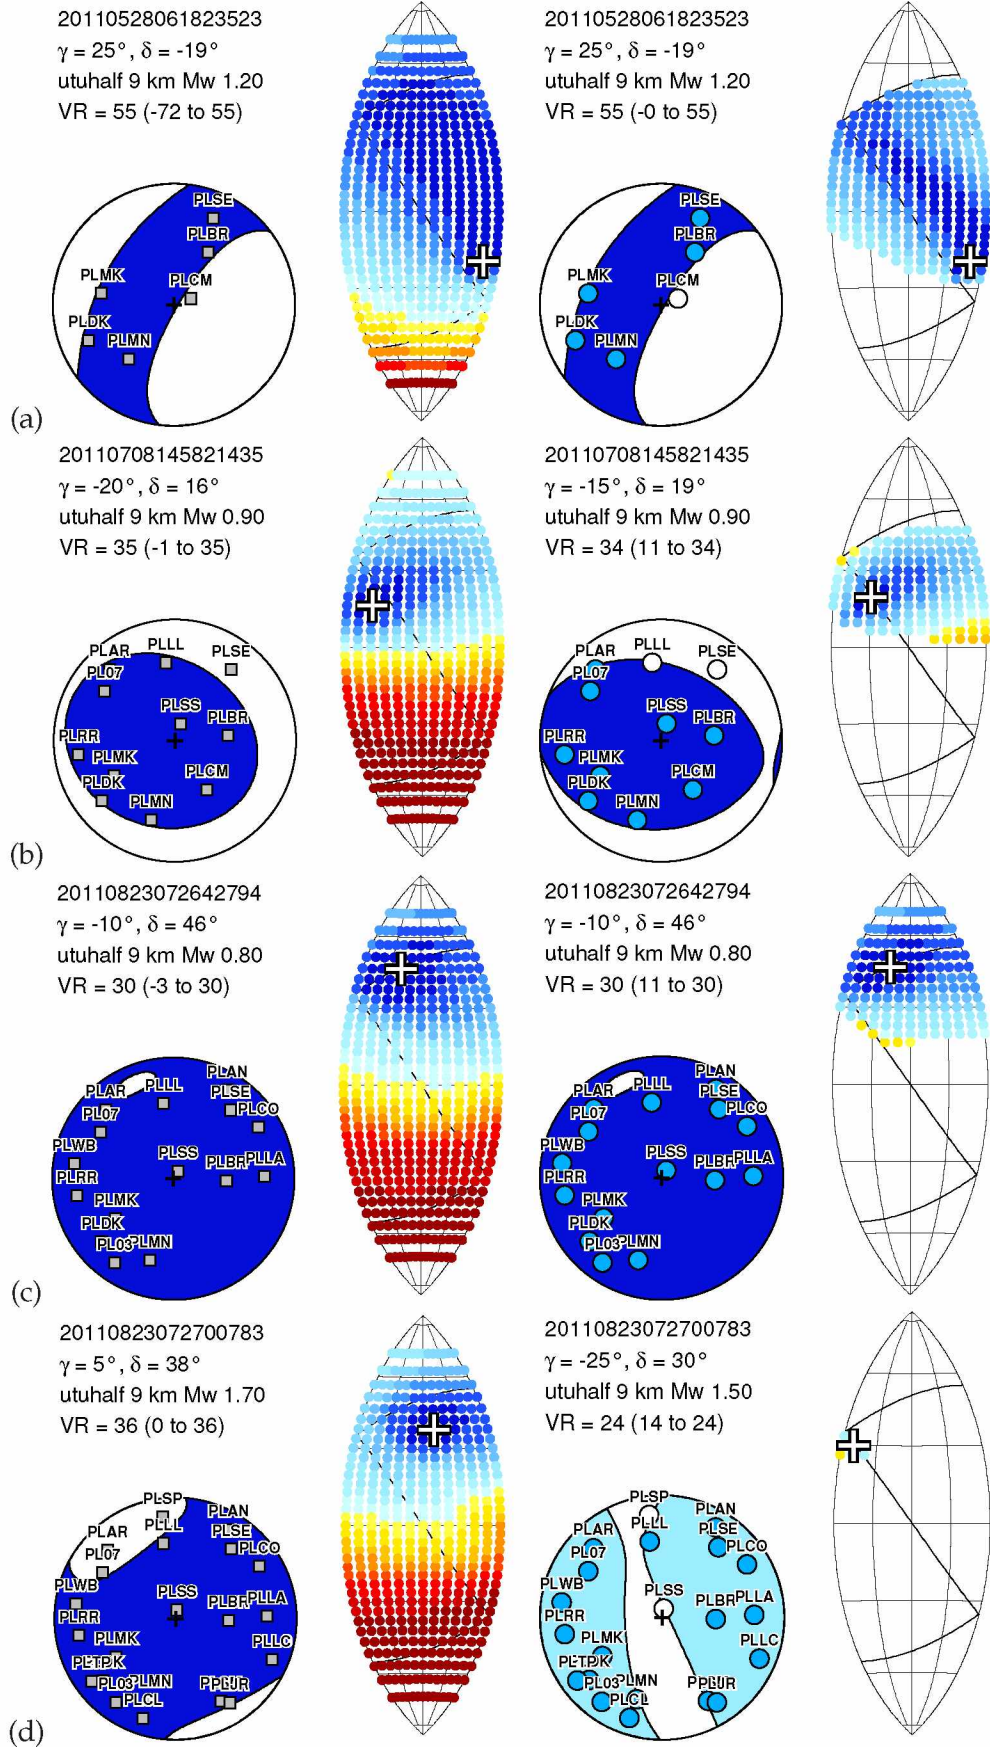 20110528061823523
γ = 25°, δ = -19°
utuhalf 9 km Mw 1.20
VR = 55 (-72 to 55)
PLSE
PLBR
PLMK
PLCM
PLDK
PLMN
20110528061823523
γ = 25°, δ = -19°
utuhalf 9 km Mw 1.20
VR = 55 (-0 to 55)
PLSE
PLBR
PLMK
PLCM
PLDK
PLMN
(a)
20110708145821435
γ = -20°, δ = 16°
utuhalf 9 km Mw 0.90
VR = 35 (-1 to 35)
PLAR PLLL PLSE
PL07
PLSS
PLBR
PLRR
PLMK
PLCM
PLDK
PLMN
20110708145821435
γ = -15°, δ = 19°
utuhalf 9 km Mw 0.90
VR = 34 (11 to 34)
PLAR PLLL PLSE
PL07
PLSS
PLBR
PLRR
PLMK
PLCM
PLDK
PLMN
(b)
20110823072642794
γ = -10°, δ = 46°
utuhalf 9 km Mw 0.80
VR = 30 (-3 to 30)
PLAN
PLAR PLLL PLSE
PL07 PLCO
PLWB
PLSS
PLRR PLBR PLLA
PLMK
PLDK
PL03 PLMN
20110823072642794
γ = -10°, δ = 46°
utuhalf 9 km Mw 0.80
VR = 30 (11 to 30)
PLAN
PLAR PLLL PLSE
PL07 PLCO
PLWB
PLSS
PLRR PLBR PLLA
PLMK
PLDK
PL03 PLMN
(c)
20110823072700783
γ = 5°, δ = 38°
utuhalf 9 km Mw 1.70
VR = 36 (0 to 36)
PLSP PLAN
PLAR PLLL PLSE
PL07 PLCO
PLWB
PLSS
PLRR PLBR PLLA
PLMK PLLC
PL03 PLMN
PLCL
20110823072700783
γ = -25°, δ = 30°
utuhalf 9 km Mw 1.50
VR = 24 (14 to 24)
PLSP PLAN
PLAR PLLL PLSE
PL07 PLCO
PLWB
PLSS
PLRR PLBR PLLA
PLMK PLLC
PL03 PLMN
PLCL
(d)